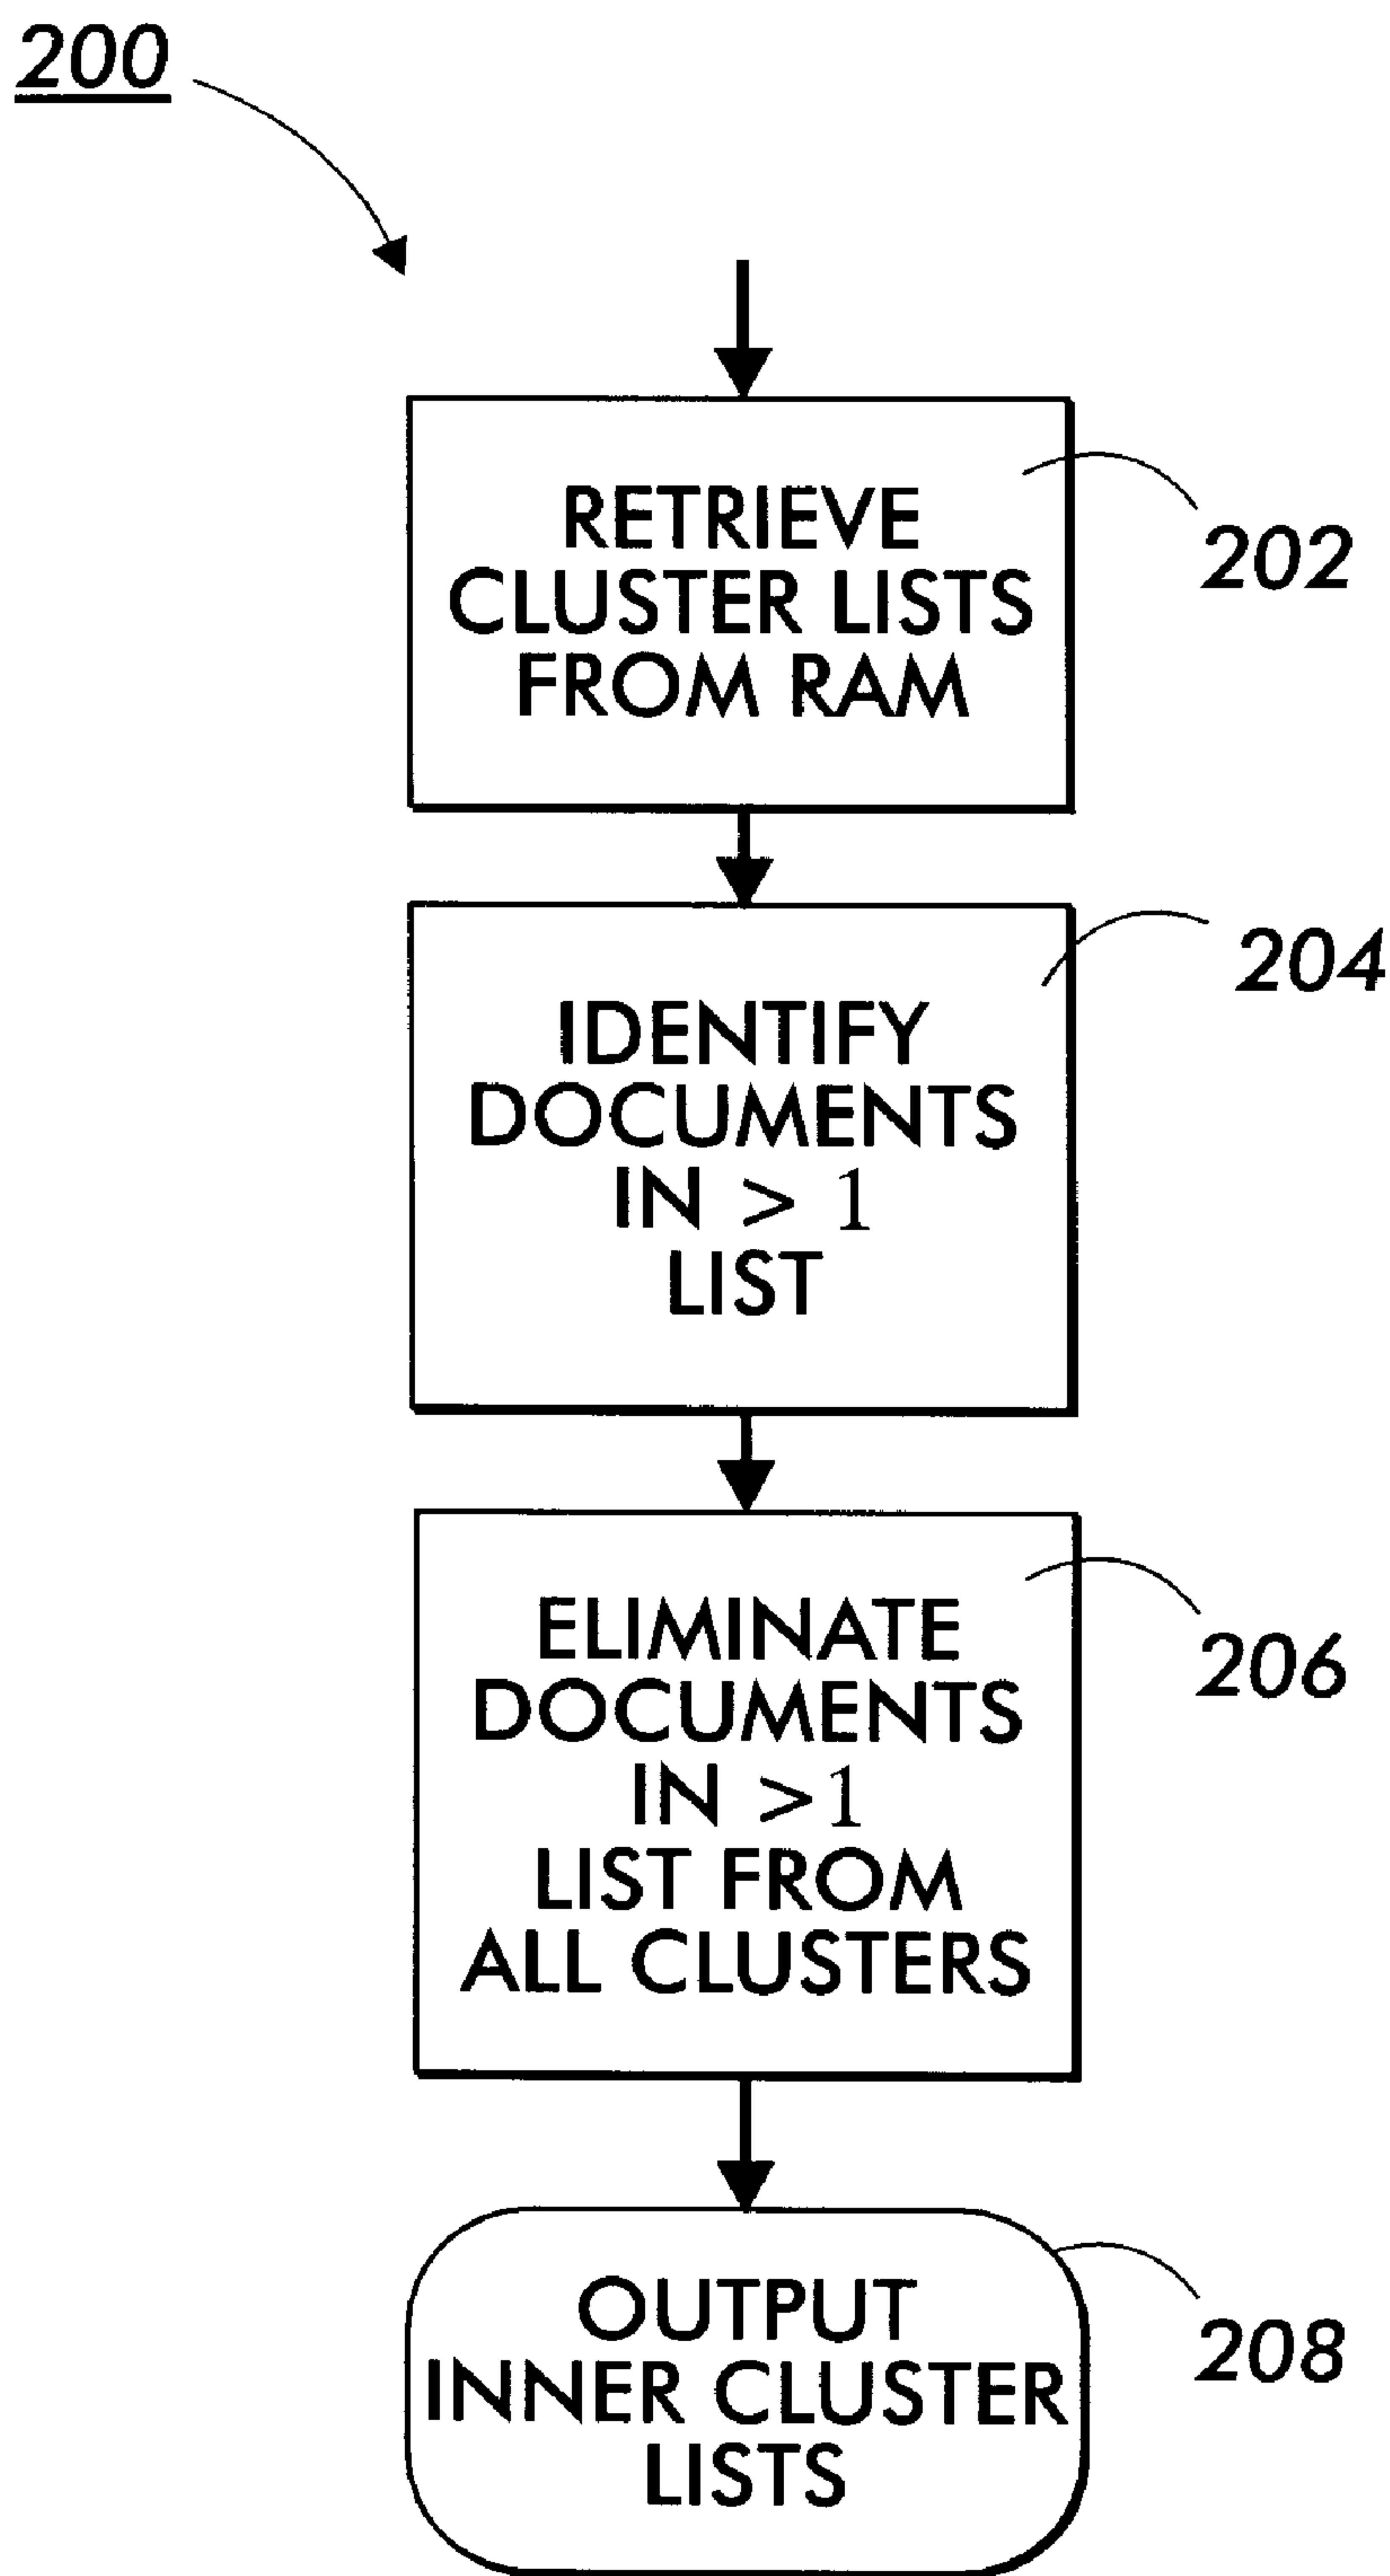 200
RETRIEVE
CLUSTER LISTS
FROM RAM
202
IDENTIFY
DOCUMENTS
IN > 1
LIST
204
ELIMINATE
DOCUMENTS
IN >1
LIST FROM
ALL CLUSTERS
206
OUTPUT
INNER CLUSTER
LISTS
208